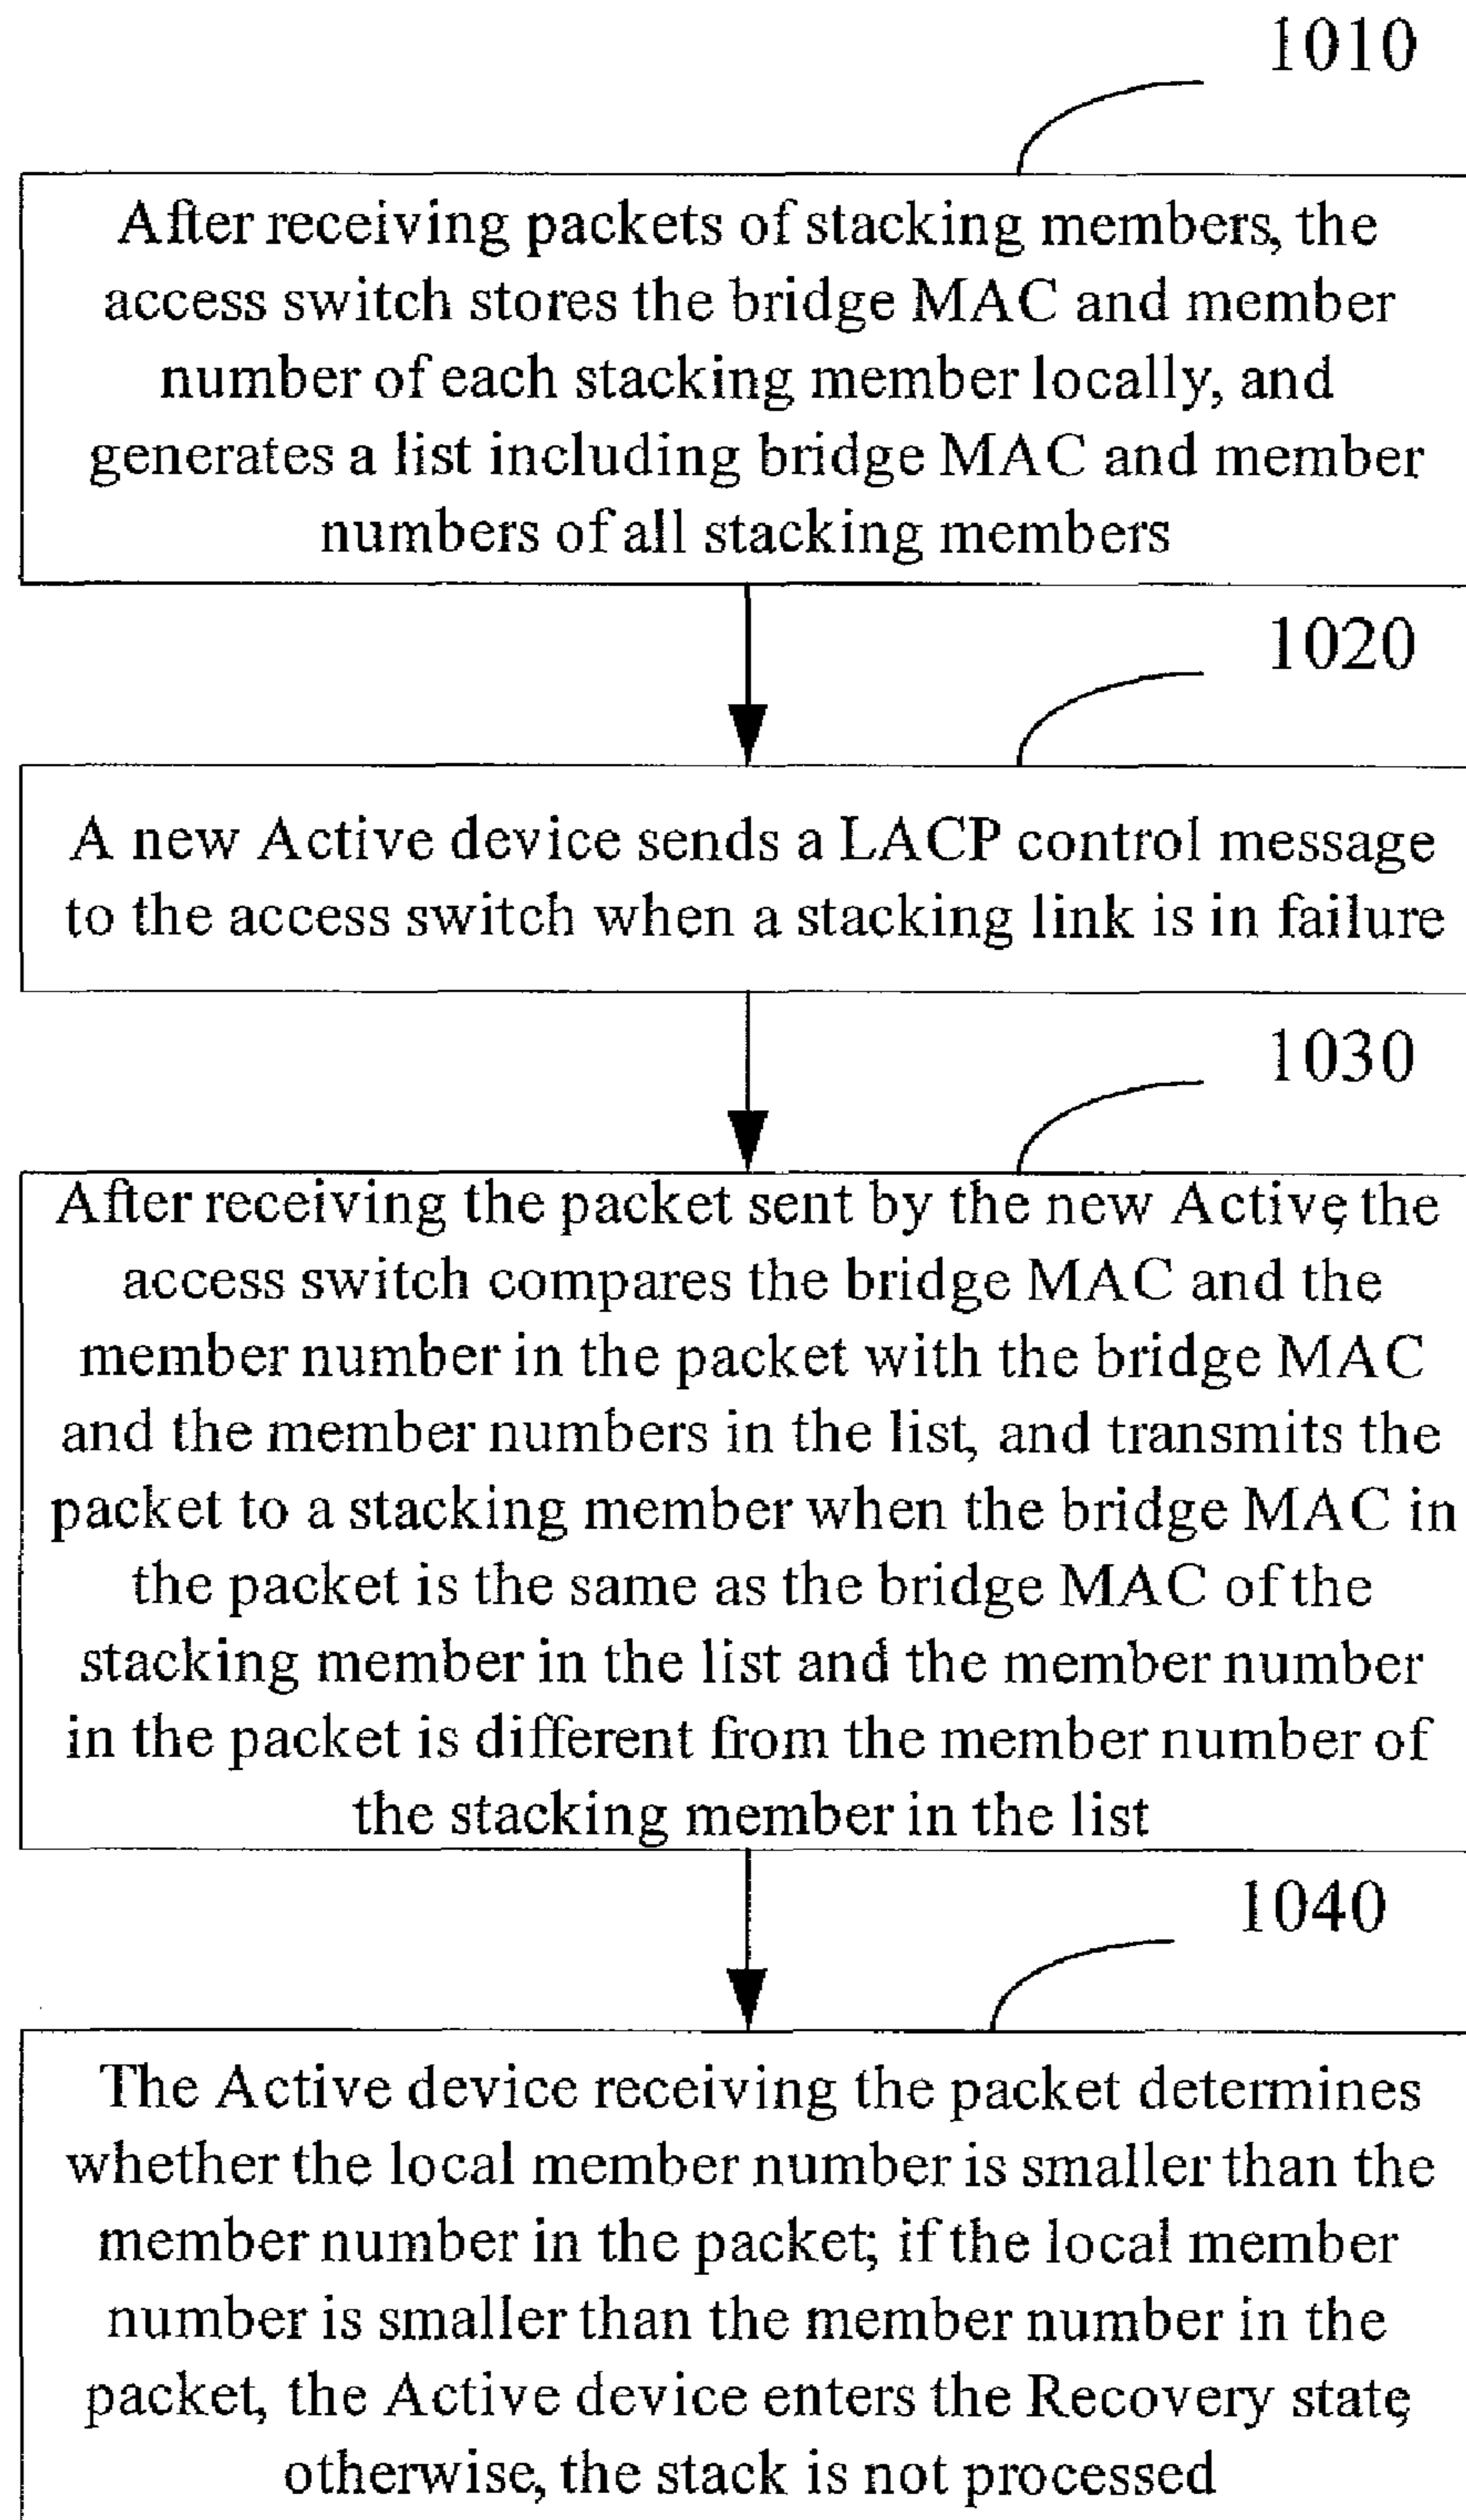 1010
After receiving packets of stacking members, the
access switch stores the bridge MAC and member
number of each stacking member locally, and
generates a list including bridge MAC and member
numbers of all stacking members
1020
A new Active device sends a LACP control message
to the access switch when a stacking link is in failure
1030
After receiving the packet sent by the new Active, the
access switch compares the bridge MAC and the
member number in the packet with the bridge MAC
and the member numbers in the list, and transmits the
packet to a stacking member when the bridge MAC in
the packet is the same as the bridge MAC of the
stacking member in the list and the member number
in the packet is different from the member number of
the stacking member in the list
1040
The Active device receiving the packet determines
whether the local member number is smaller than the
member number in the packet; if the local member
number is smaller than the member number in the
packet, the Active device enters the Recovery state,
otherwise, the stack is not processed